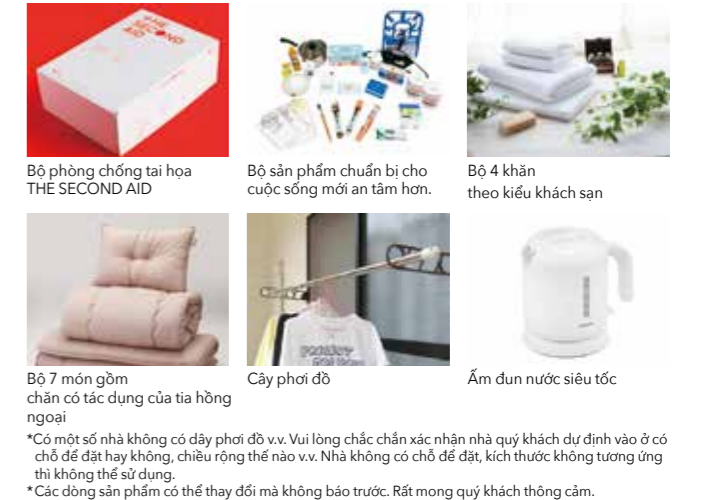 THE
SECOND
AID
Bộ phòng chống tai họa
THE SECOND AID
Bộ sản phẩm chuẩn bị cho
cuộc sống mới an tâm hơn.
Bộ 4 khăn
theo kiểu khách sạn
Bộ 7 món gồm
chăn có tác dụng của tia hồng
ngoại
Cây phơi đồ
Ấm đun nước siêu tốc
*Có một số nhà không có dây phơi đồ v.v. Vui lòng chắc chắn xác nhận nhà quý khách dự định vào ở có
chỗ để đặt hay không, chiều rộng thế nào v.v. Nhà không có chỗ để đặt, kích thước không tương ứng
thì không thể sử dụng.
*Các dòng sản phẩm có thể thay đổi mà không báo trước. Rất mong quý khách thông cảm.